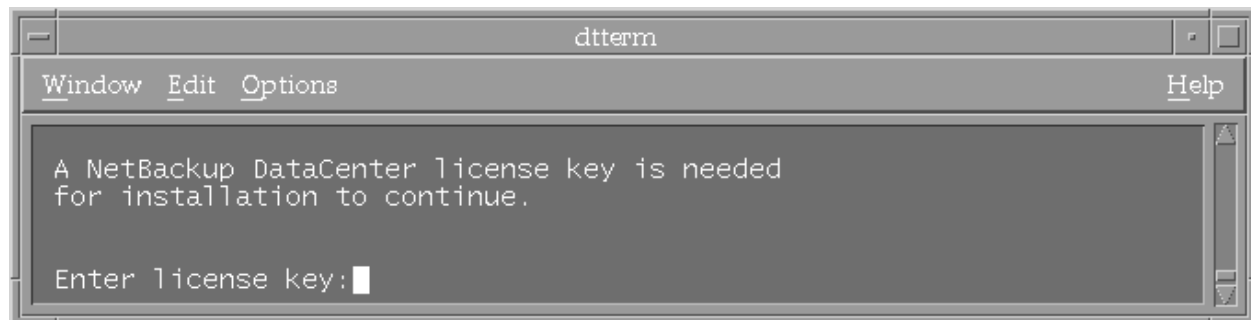 dtterm
Window Edit Options Help
A NetBackup DataCenter license key is needed
for installation to continue.
Enter license key: